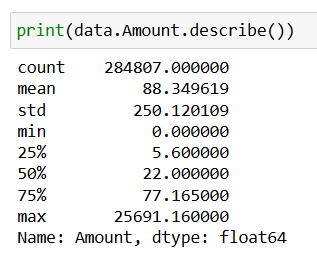 print(data.Amount.describe())
count    284807.000000
mean         88.349619
std         250.120109
min           0.000000
25%           5.600000
50%          22.000000
75%          77.165000
max       25691.160000
Name: Amount, dtype: float64